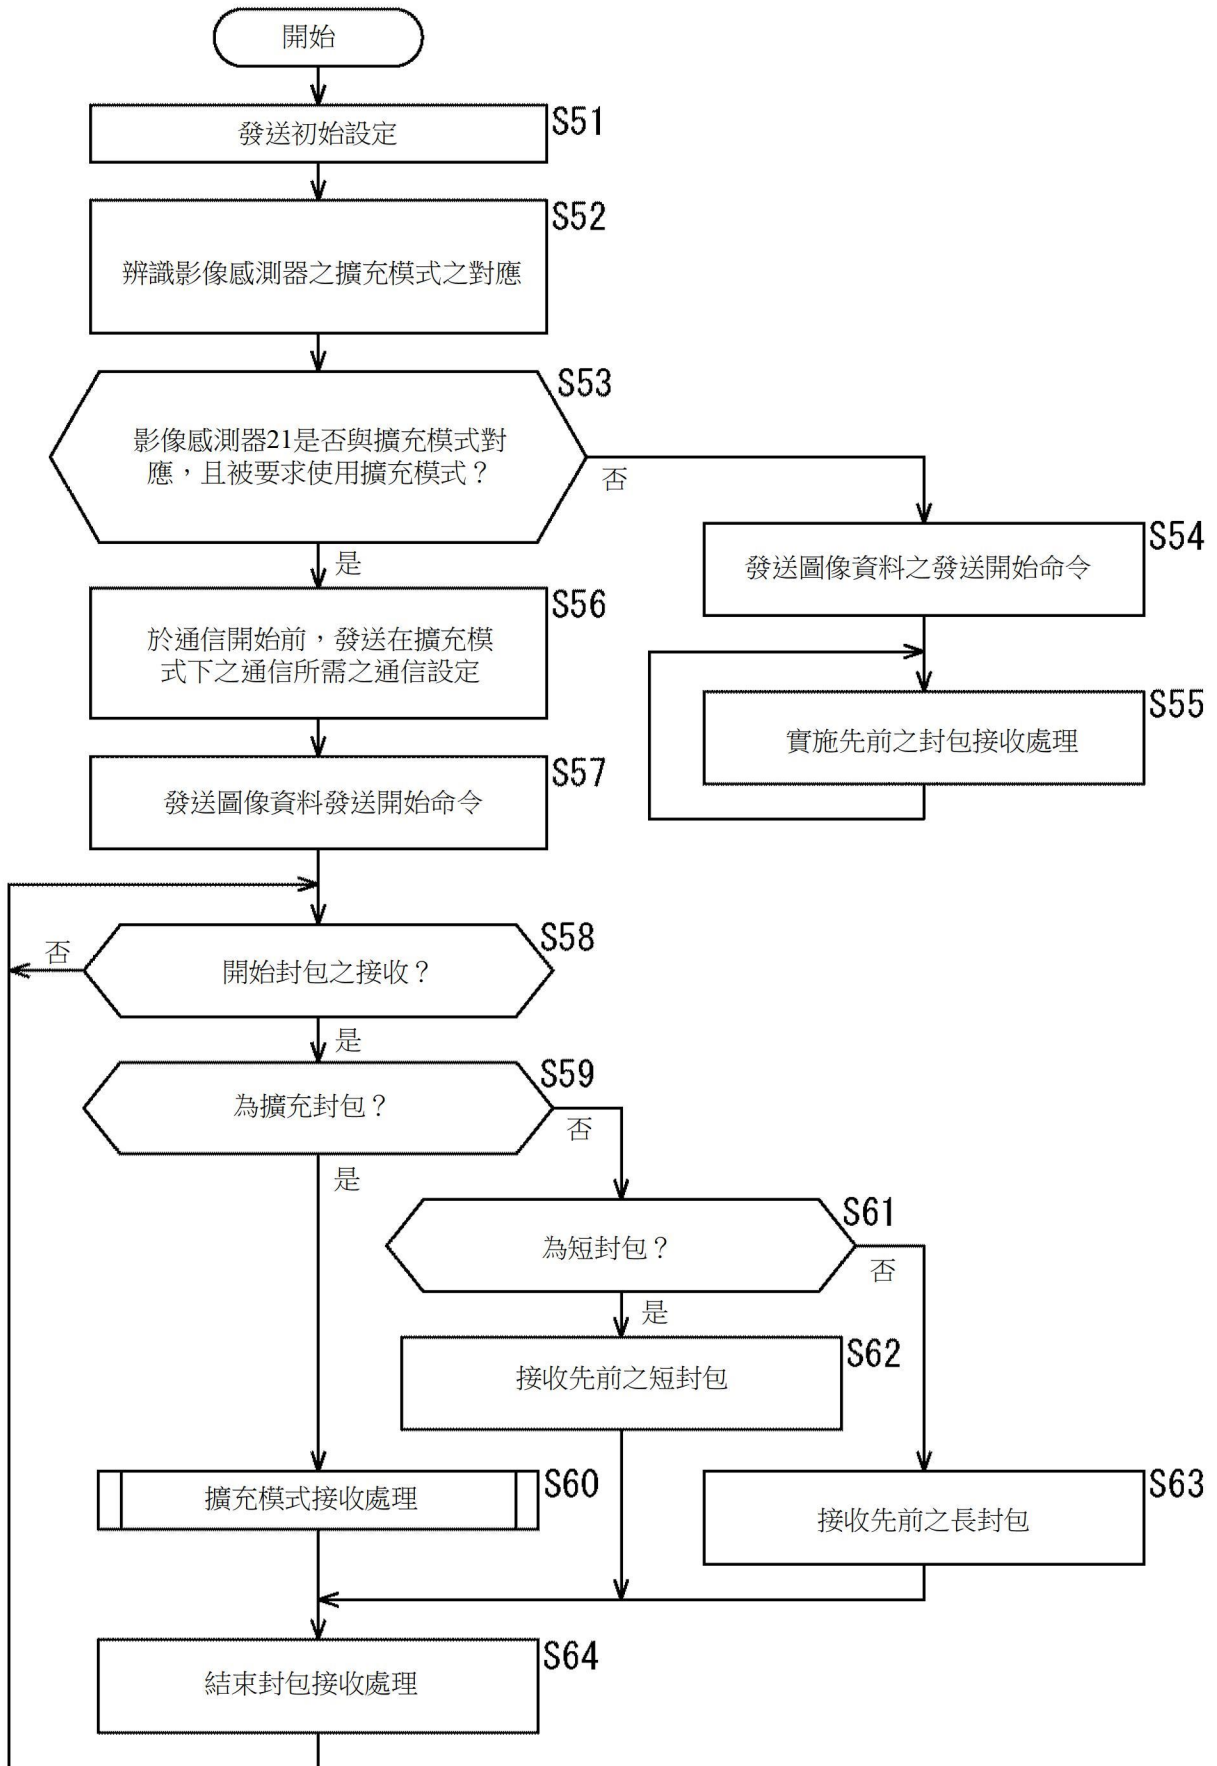 開始
S51
發送初始設定
S52
辨識影像感測器之擴充模式之對應
S53
影像感測器21是否與擴充模式對
應，且被要求使用擴充模式？
否
是
S54
發送圖像資料之發送開始命令
S56
於通信開始前，發送在擴充模
式下之通信所需之通信設定
S55
實施先前之封包接收處理
S57
發送圖像資料發送開始命令
S58
否
開始封包之接收？
是
S59
為擴充封包？
否
是
S61
為短封包？
否
是
S62
接收先前之短封包
S60
擴充模式接收處理
S63
接收先前之長封包
S64
結束封包接收處理